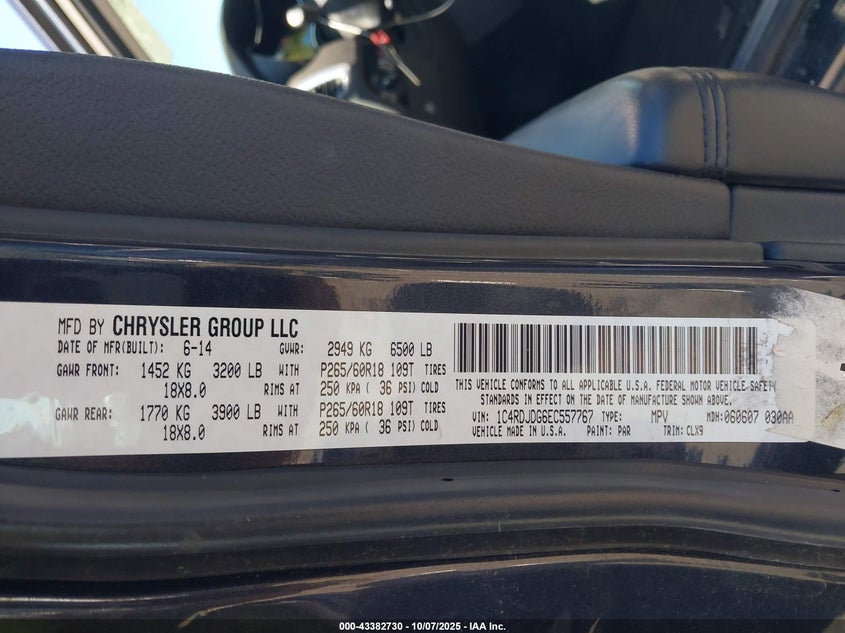 MFD BY CHRYSLER GROUP LLC
DATE OF MFR(BUILT): 6-14 GVWR: 2949 KG 6500 LB
GAWR FRONT: 1452 KG 3200 LB WITH P265/60R18 109T TIRES
18X8.0 RIMS AT 250 KPA ( 36 PSI) COLD
GAWR REAR: 1770 KG 3900 LB WITH P265/60R18 109T TIRES
18X8.0 RIMS AT 250 KPA ( 36 PSI) COLD
THIS VEHICLE CONFORMS TO ALL APPLICABLE U.S.A. FEDERAL MOTOR VEHICLE SAFETY
STANDARDS IN EFFECT ON THE DATE OF MANUFACTURE SHOWN ABOVE.
VIN: 1C4RDJDG6EC557767 TYPE: MPV MDH: 060607 030AA
VEHICLE MADE IN U.S.A. PAINT: PAR TRIM: CLX9
000-43382730 - 10/07/2025 - IAA Inc.